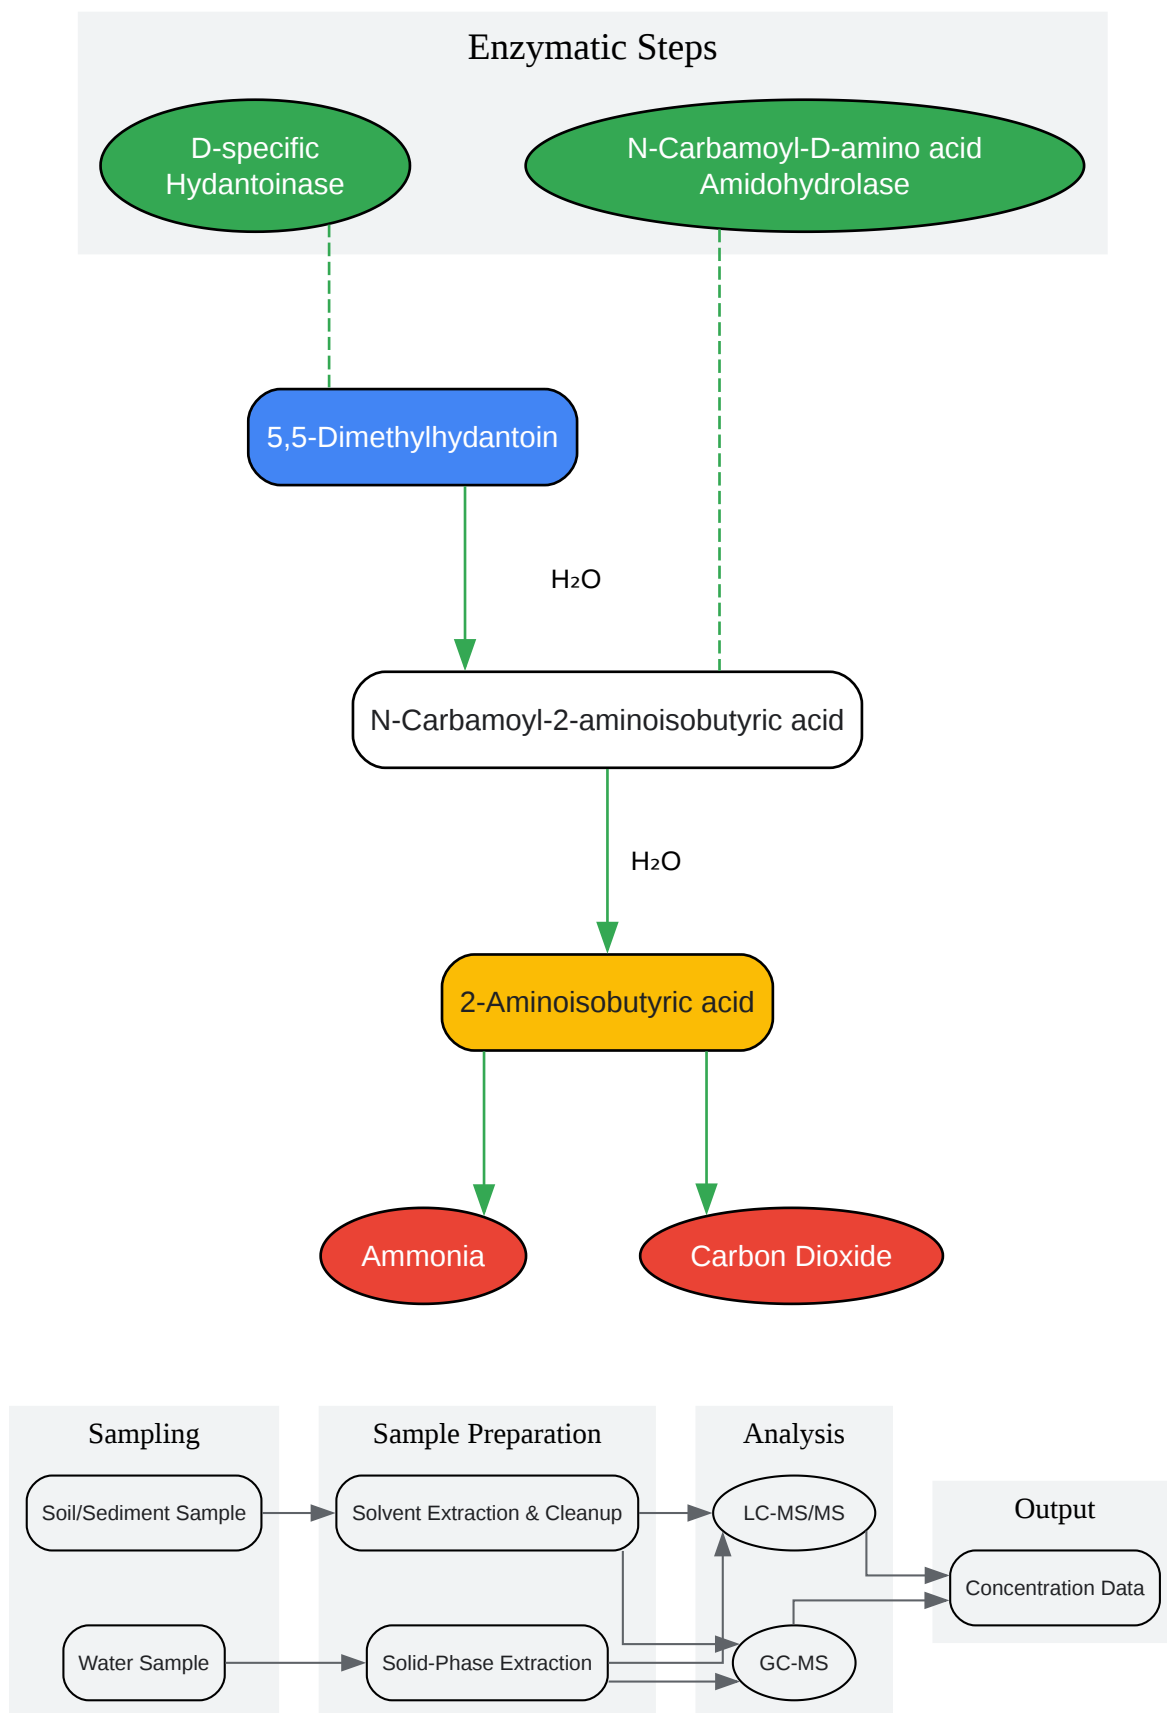 Enzymatic Steps
D-specific
Hydantoinase
N-Carbamoyl-D-amino acid
Amidohydrolase
5,5-Dimethylhydantoin
H₂O
N-Carbamoyl-2-aminoisobutyric acid
H₂O
2-Aminoisobutyric acid
Ammonia
Carbon Dioxide
Sampling
Soil/Sediment Sample
Water Sample
Sample Preparation
Solvent Extraction & Cleanup
Solid-Phase Extraction
Analysis
LC-MS/MS
GC-MS
Output
Concentration Data